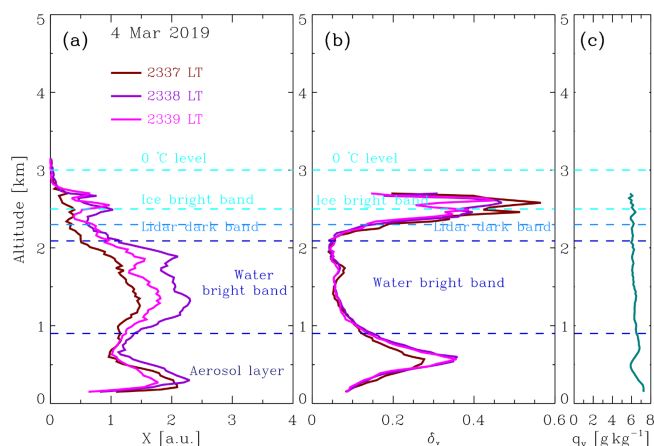 (a) 4 Mar 2019
2337 LT
2338 LT
2339 LT
0 °C level
Ice bright band
Lidar dark band
Water
bright band
Aerosol layer
Altitude [km]
5
4
3
2
1
0
0 1 2 3 4
X [a.u.]
(b)
0 °C level
Ice bright band
Lidar dark band
Water bright band
5
4
3
2
1
0
0 0.2 0.4 0.6
δ_x
(c)
5
4
3
2
1
0
0 2 4 6 8
q_v [g kg⁻¹]